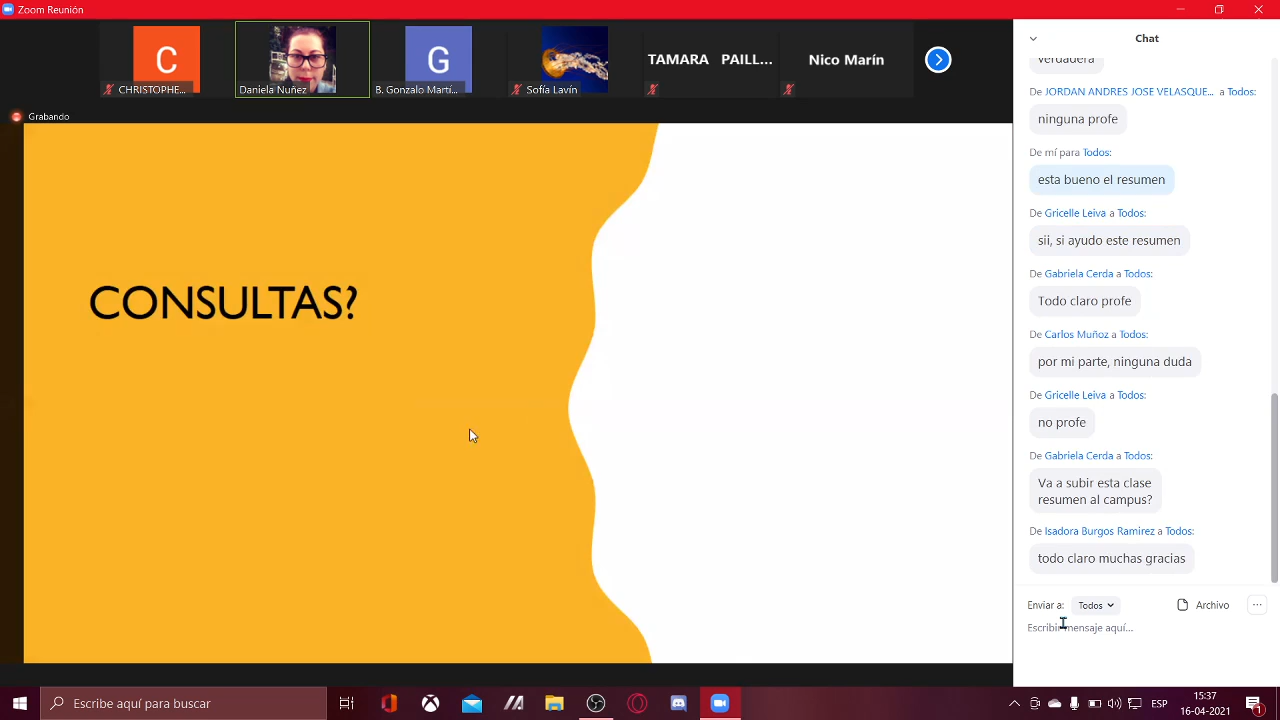 Zoom Reunión
C
CHRISTOPHE...
Daniela Nuñez
G
B. Gonzalo Martí...
Sofía Lavín
TAMARA PAILL...
Nico Marín
Grabando
CONSULTAS?
Chat
verdadera
De JORDAN ANDRES JOSE VELASQUE... a Todos:
ninguna profe
De mí para Todos:
esta bueno el resumen
De Gricelle Leiva a Todos:
sii, si ayudo este resumen
De Gabriela Cerda a Todos:
Todo claro profe
De Carlos Muñoz a Todos:
por mi parte, ninguna duda
De Gricelle Leiva a Todos:
no profe
De Gabriela Cerda a Todos:
Va a subir esta clase
resumen al campus?
De Isadora Burgos Ramirez a Todos:
todo claro muchas gracias
Enviar a: Todos Archivo ...
Escribir mensaje aquí...
Escribe aquí para buscar
ESP
15:37
16-04-2021
1